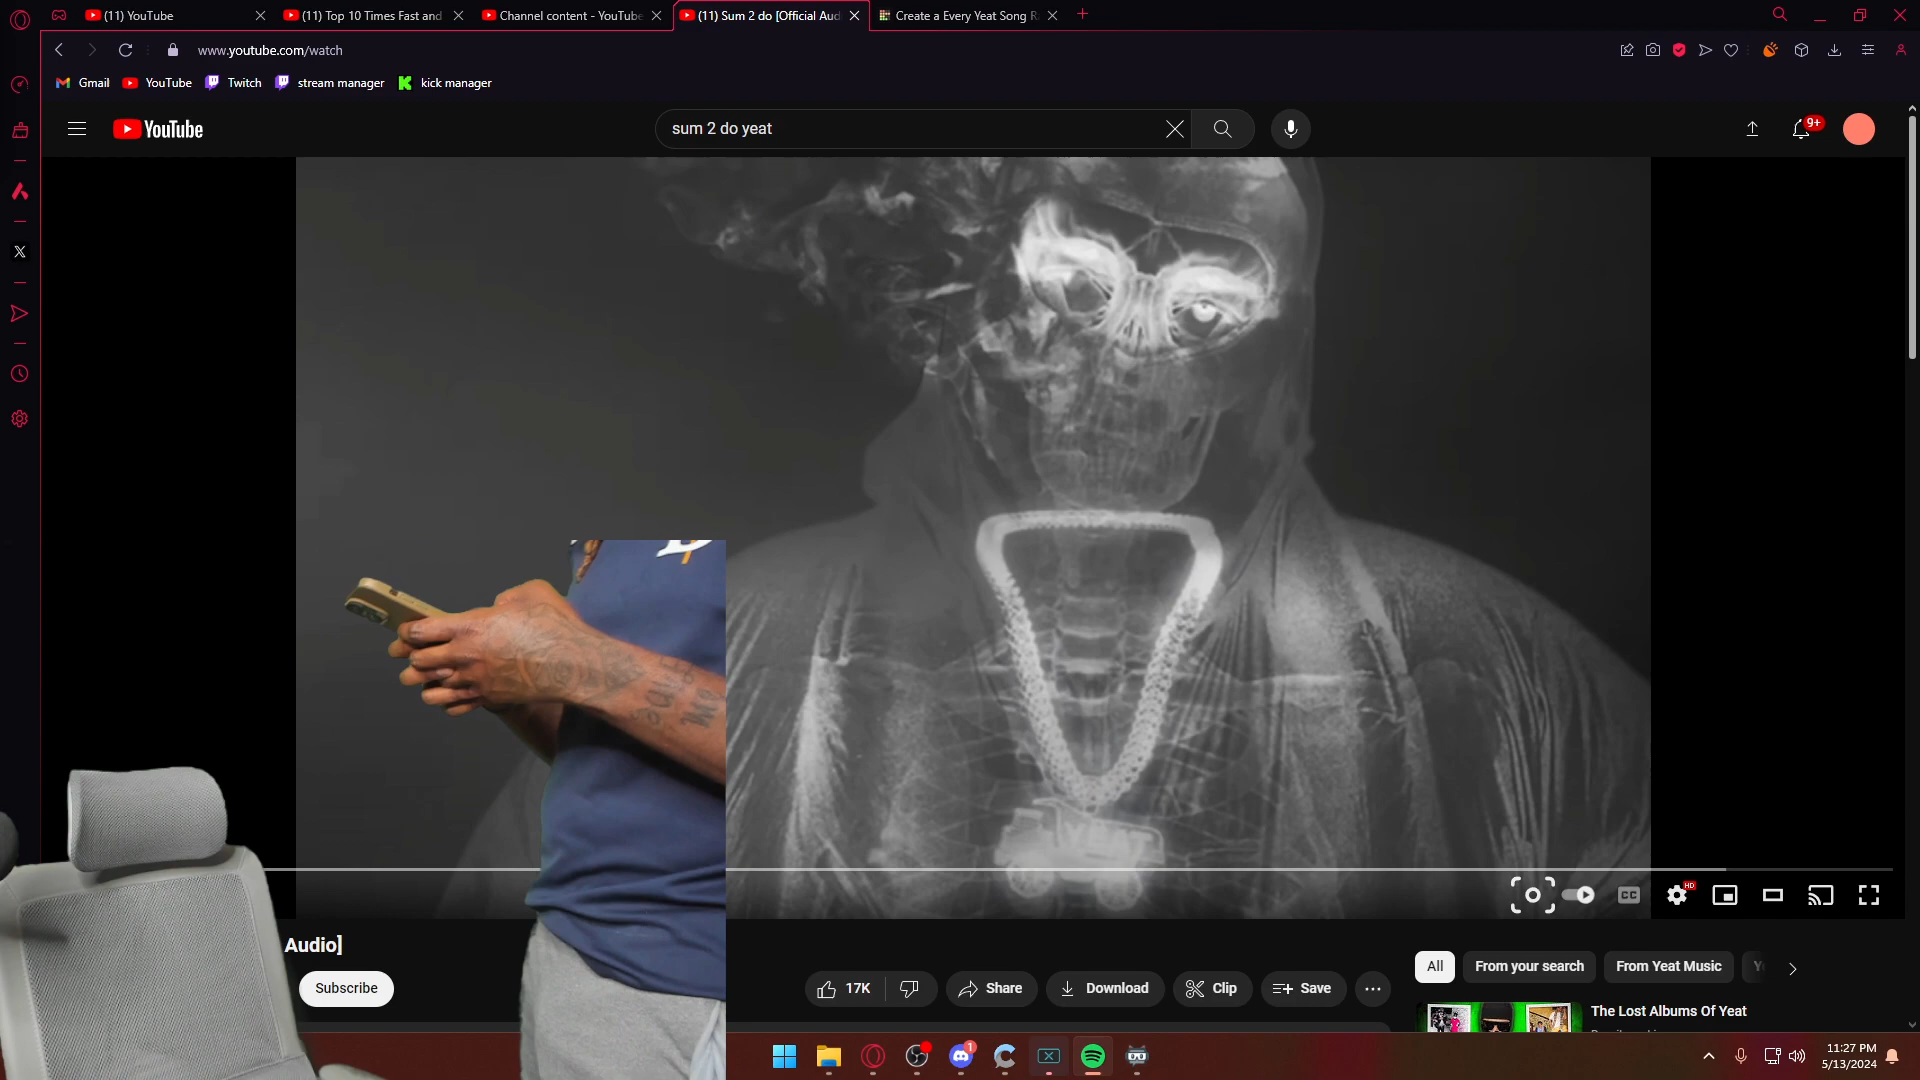 (11) YouTube
(11) Top 10 Times Fast and
Channel content - YouTube
(11) Sum 2 do [Official Aud
Create a Every Yeat Song R
www.youtube.com/watch
Gmail
YouTube
Twitch
stream manager
kick manager
YouTube
sum 2 do yeat
9+
CC
HD
Audio]
Subscribe
17K
Share
Download
Clip
Save
All
From your search
From Yeat Music
The Lost Albums Of Yeat
1
11:27 PM
5/13/2024